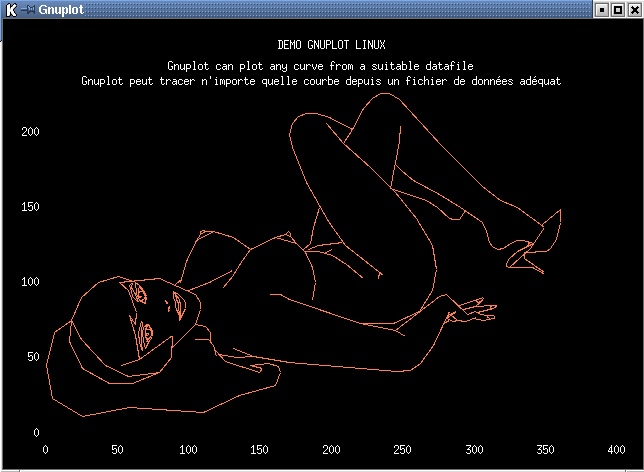 Gnuplot
DEMO GNUPLOT LINUX
Gnuplot can plot any curve from a suitable datafile
Gnuplot peut tracer n'importe quelle courbe depuis un fichier de données adéquat
200
150
100
50
0
0 50 100 150 200 250 300 350 400